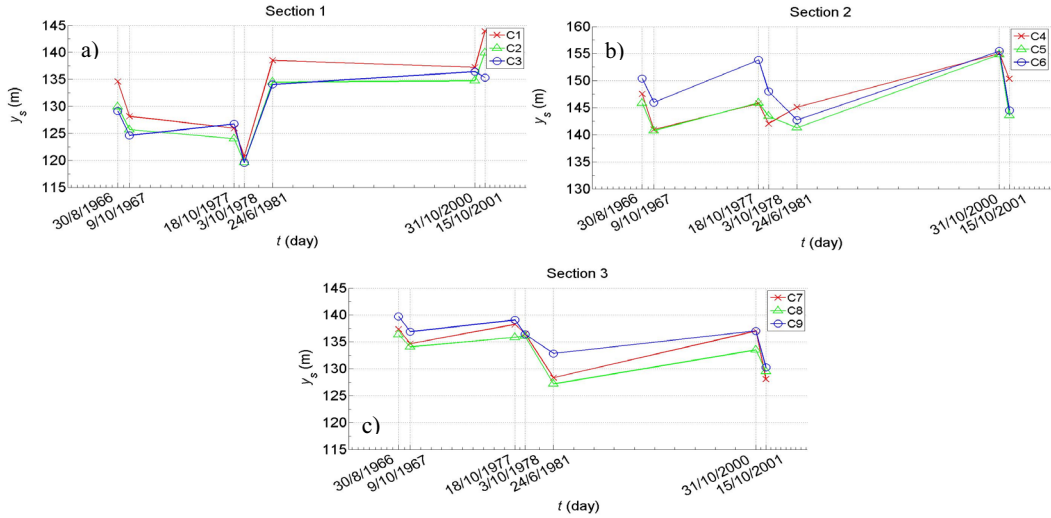 Section 1
a)
C1
C2
C3
145
140
135
130
125
120
115
y_s (m)
30/8/1966
9/10/1967
18/10/1977
3/10/1978
24/6/1981
31/10/2000
15/10/2001
t (day)
Section 2
b)
C4
C5
C6
160
155
150
145
140
135
130
y_s (m)
30/8/1966
9/10/1967
18/10/1977
3/10/1978
24/6/1981
31/10/2000
15/10/2001
t (day)
Section 3
c)
C7
C8
C9
145
140
135
130
125
120
115
y_s (m)
30/8/1966
9/10/1967
18/10/1977
3/10/1978
24/6/1981
31/10/2000
15/10/2001
t (day)